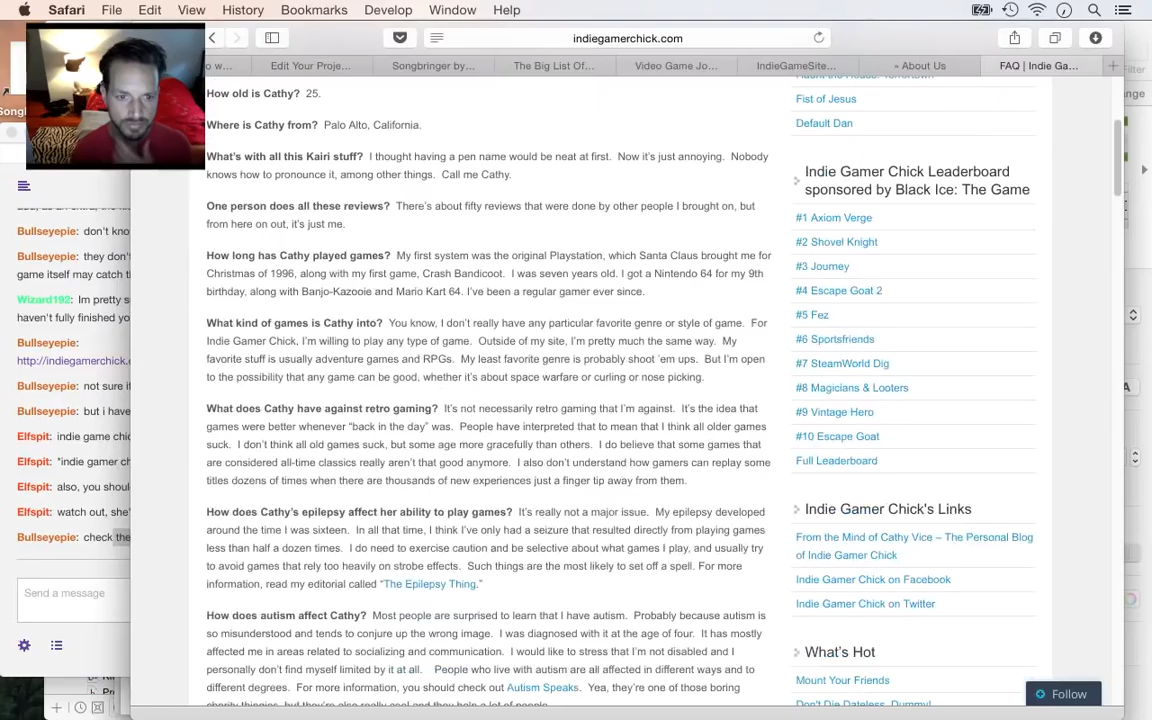 Safari File Edit View History Bookmarks Develop Window Help
indiegamerchick.com
o w... Edit Your Proje... Songbringer by... The Big List Of... Video Game Jo... IndieGameSite... « About Us FAQ | Indie Ga...
How old is Cathy? 25.
Where is Cathy from? Palo Alto, California.
What's with all this Kairi stuff? I thought having a pen name would be neat at first. Now it's just annoying. Nobody
knows how to pronounce it, among other things. Call me Cathy.
One person does all these reviews? There's about fifty reviews that were done by other people I brought on, but
from here on out, it's just me.
How long has Cathy played games? My first system was the original Playstation, which Santa Claus brought me for
Christmas of 1996, along with my first game, Crash Bandicoot. I was seven years old. I got a Nintendo 64 for my 9th
birthday, along with Banjo-Kazooie and Mario Kart 64. I've been a regular gamer ever since.
What kind of games is Cathy into? You know, I don't really have any particular favorite genre or style of game. For
Indie Gamer Chick, I'm willing to play any type of game. Outside of my site, I'm pretty much the same way. My
favorite stuff is usually adventure games and RPGs. My least favorite genre is probably shoot 'em ups. But I'm open
to the possibility that any game can be good, whether it's about space warfare or curling or nose picking.
What does Cathy have against retro gaming? It's not necessarily retro gaming that I'm against. It's the idea that
games were better whenever "back in the day" was. People have interpreted that to mean that I think all older games
suck. I don't think all old games suck, but some age more gracefully than others. I do believe that some games that
are considered all-time classics really aren't that good anymore. I also don't understand how gamers can replay some
titles dozens of times when there are thousands of new experiences just a finger tip away from them.
How does Cathy's epilepsy affect her ability to play games? It's really not a major issue. My epilepsy developed
around the time I was sixteen. In all that time, I think I've only had a seizure that resulted directly from playing games
less than half a dozen times. I do need to exercise caution and be selective about what games I play, and usually try
to avoid games that rely too heavily on strobe effects. Such things are the most likely to set off a spell. For more
information, read my editorial called "The Epilepsy Thing."
How does autism affect Cathy? Most people are surprised to learn that I have autism. Probably because autism is
so misunderstood and tends to conjure up the wrong image. I was diagnosed with it at the age of four. It has mostly
affected me in areas related to socializing and communication. I would like to stress that I'm not disabled and I
personally don't find myself limited by it at all. People who live with autism are all affected in different ways and to
different degrees. For more information, you should check out Autism Speaks. Yea, they're one of those boring
charity thingies, but they're also really cool and they help a lot of people.
Fist of Jesus
Default Dan
Indie Gamer Chick Leaderboard
sponsored by Black Ice: The Game
#1 Axiom Verge
#2 Shovel Knight
#3 Journey
#4 Escape Goat 2
#5 Fez
#6 Sportsfriends
#7 SteamWorld Dig
#8 Magicians & Looters
#9 Vintage Hero
#10 Escape Goat
Full Leaderboard
Indie Gamer Chick's Links
From the Mind of Cathy Vice – The Personal Blog
of Indie Gamer Chick
Indie Gamer Chick on Facebook
Indie Gamer Chick on Twitter
What's Hot
Mount Your Friends
Don't Die Dateless, Dummy!
Follow
Bullseyepie: don't kno
Bullseyepie: they don'
game itself may catch t
Wizard192: Im pretty s
haven't fully finished yo
Bullseyepie:
http://indiegamerchick.
Bullseyepie: not sure if
Bullseyepie: but i have
Elfspit: indie game chic
Elfspit: *indie gamer ch
Elfspit: also, you shoul
Elfspit: watch out, she'
Bullseyepie: check the
Send a message